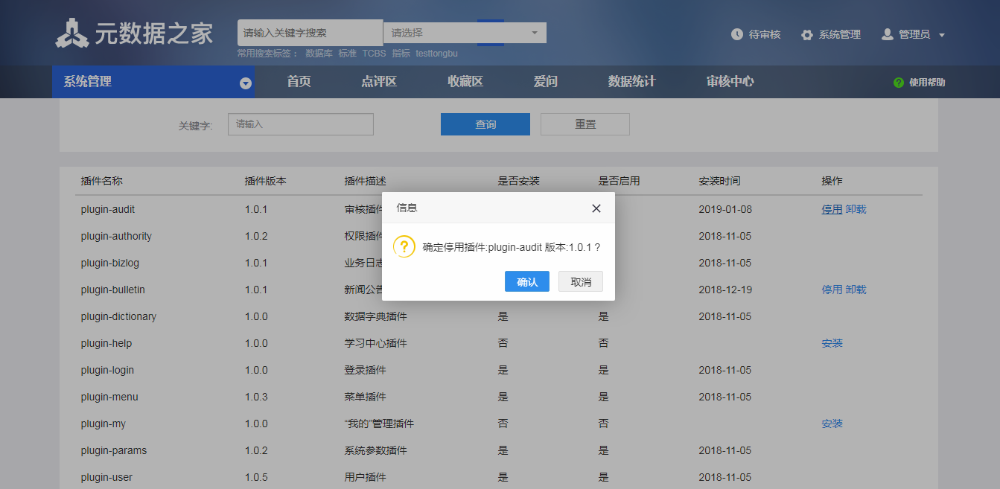 元数据之家
请输入关键字搜索 请选择
待审核 系统管理 管理员
常用搜索标签： 数据库 标准 TCBS 指标 testtongbu
系统管理 首页 点评区 收藏区 爱问 数据统计 审核中心 使用帮助
关键字: 请输入 查询 重置
插件名称 插件版本 插件描述 是否安装 是否启用 安装时间 操作
plugin-audit 1.0.1 审核插件 2019-01-08 停用 卸载
plugin-authority 1.0.2 权限插件 2018-11-05
plugin-bizlog 1.0.1 业务日志 2018-11-05
plugin-bulletin 1.0.1 新闻公告 2018-12-19 停用 卸载
plugin-dictionary 1.0.0 数据字典插件 是 是 2018-11-05
plugin-help 1.0.0 学习中心插件 否 否 安装
plugin-login 1.0.0 登录插件 是 是 2018-11-05
plugin-menu 1.0.3 菜单插件 是 是 2018-11-05
plugin-my 1.0.0 “我的”管理插件 否 否 安装
plugin-params 1.0.2 系统参数插件 是 是 2018-11-05
plugin-user 1.0.5 用户插件 是 是 2018-11-05
信息
确定停用插件:plugin-audit 版本:1.0.1 ?
确认 取消